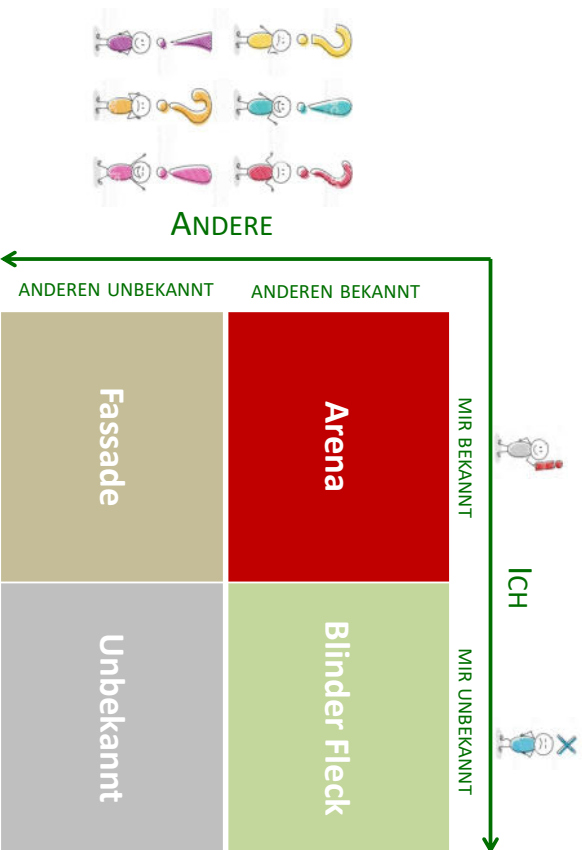 ICH
MIR BEKANNT
MIR UNBEKANNT
ANDERE
ANDEREN BEKANNT
Arena
Blinder Fleck
ANDEREN UNBEKANNT
Fassade
Unbekannt